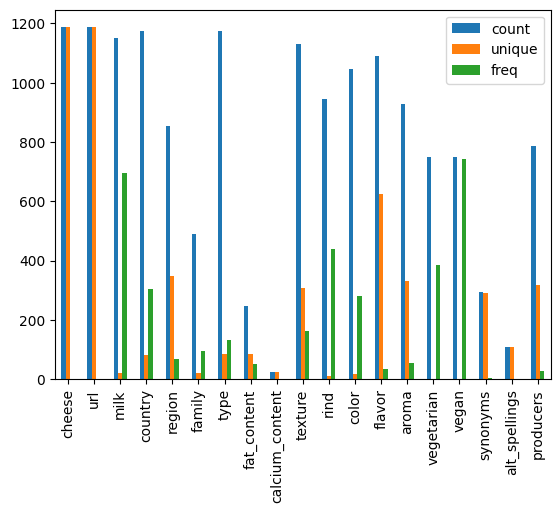 1200
1000
800
600
400
200
0
count
unique
freq
cheese
url
milk
country
region
family
type
fat_content
calcium_content
texture
rind
color
flavor
aroma
vegetarian
vegan
synonyms
alt_spellings
producers